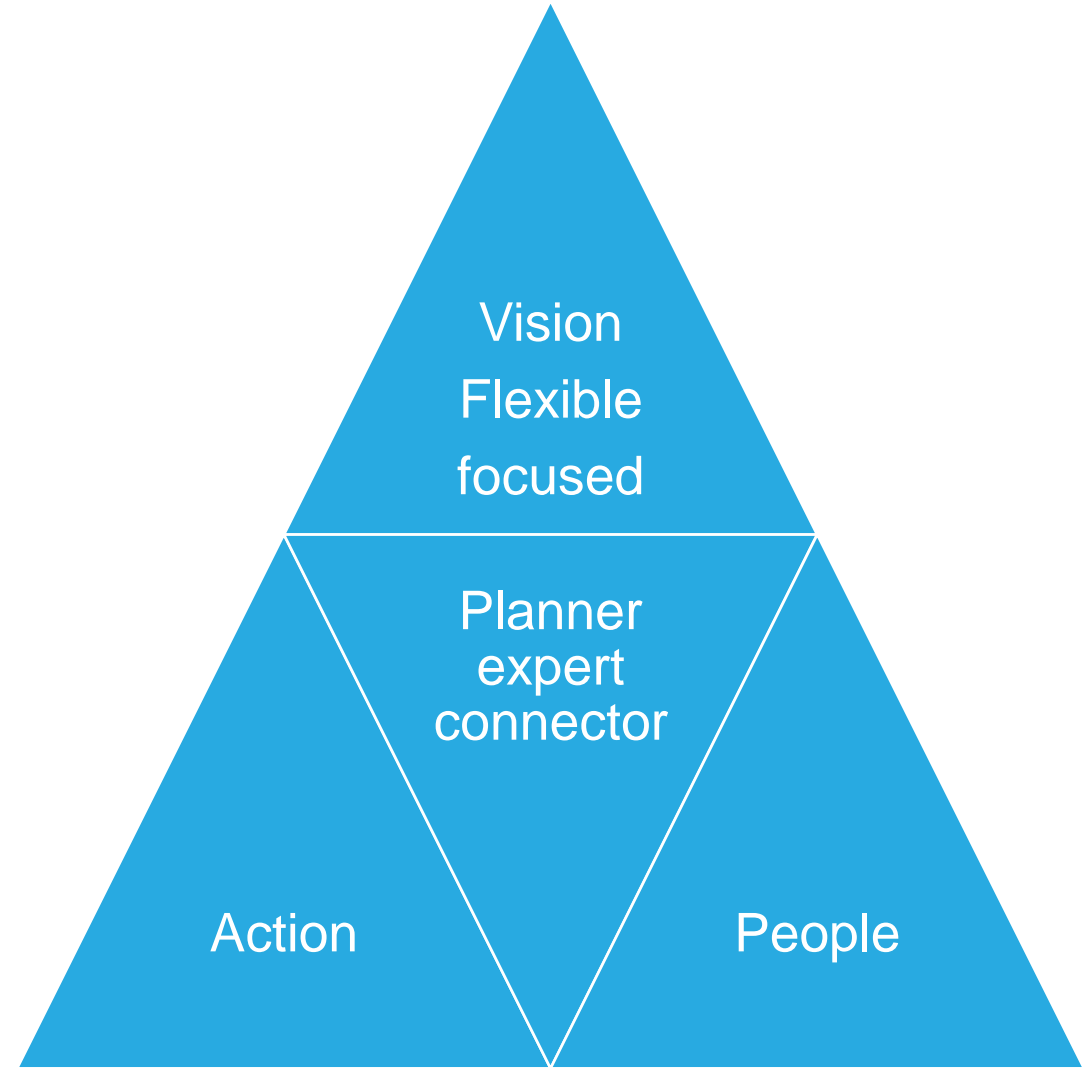 Vision
Flexible
focused
Planner
expert
connector
Action
People